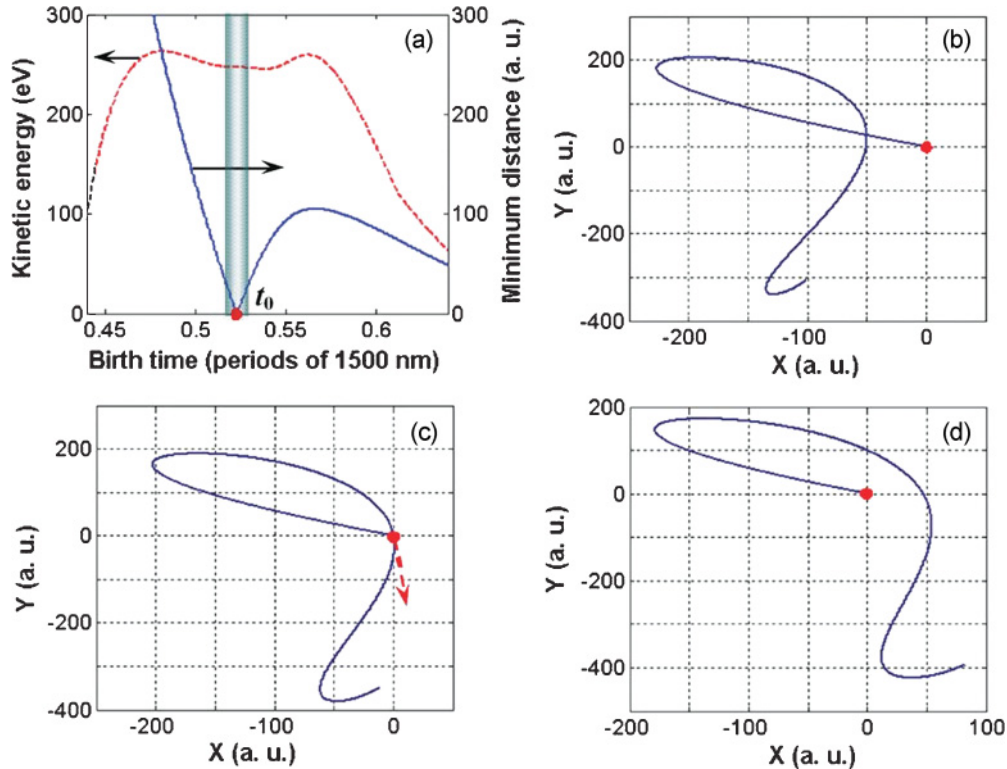 300
200
100
0
Kinetic energy (eV)
(a)
300
200
100
0
Minimum distance (a. u.)
t0
0.45
0.5
0.55
0.6
Birth time (periods of 1500 nm)
(b)
200
0
-200
-400
Y (a. u.)
-200
-100
0
X (a. u.)
(c)
200
0
-200
-400
Y (a. u.)
-200
-100
0
X (a. u.)
(d)
200
0
-200
-400
Y (a. u.)
-200
-100
0
100
X (a. u.)